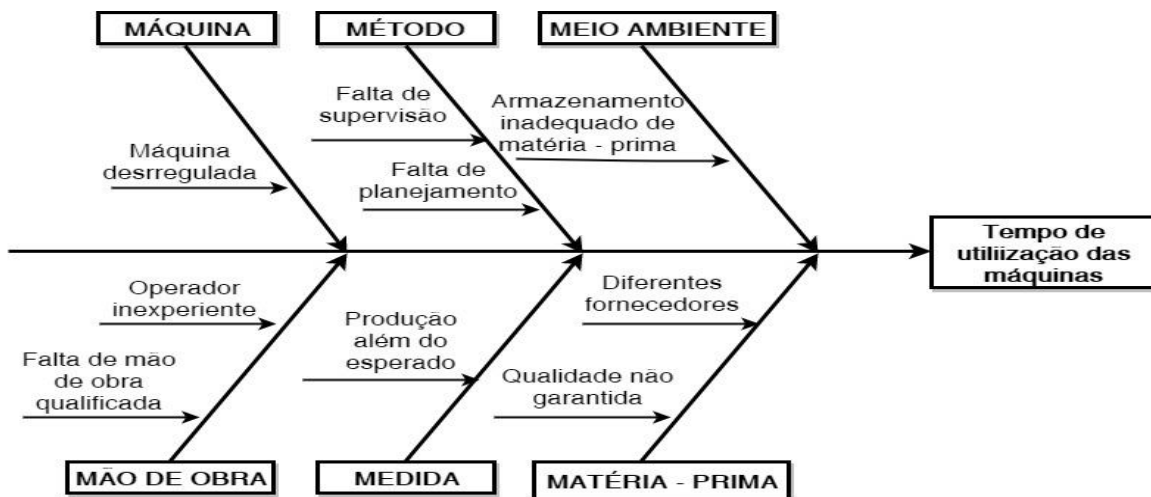 MÁQUINA
MÉTODO
MEIO AMBIENTE
Falta de
supervisão
Armazenamento
inadequado de
matéria - prima
Máquina
desrregulada
Falta de
planejamento
Tempo de
utiliização das
máquinas
Operador
inexperiente
Diferentes
fornecedores
Produção
além do
esperado
Falta de mão
de obra
qualificada
Qualidade não
garantida
MÃO DE OBRA
MEDIDA
MATÉRIA - PRIMA